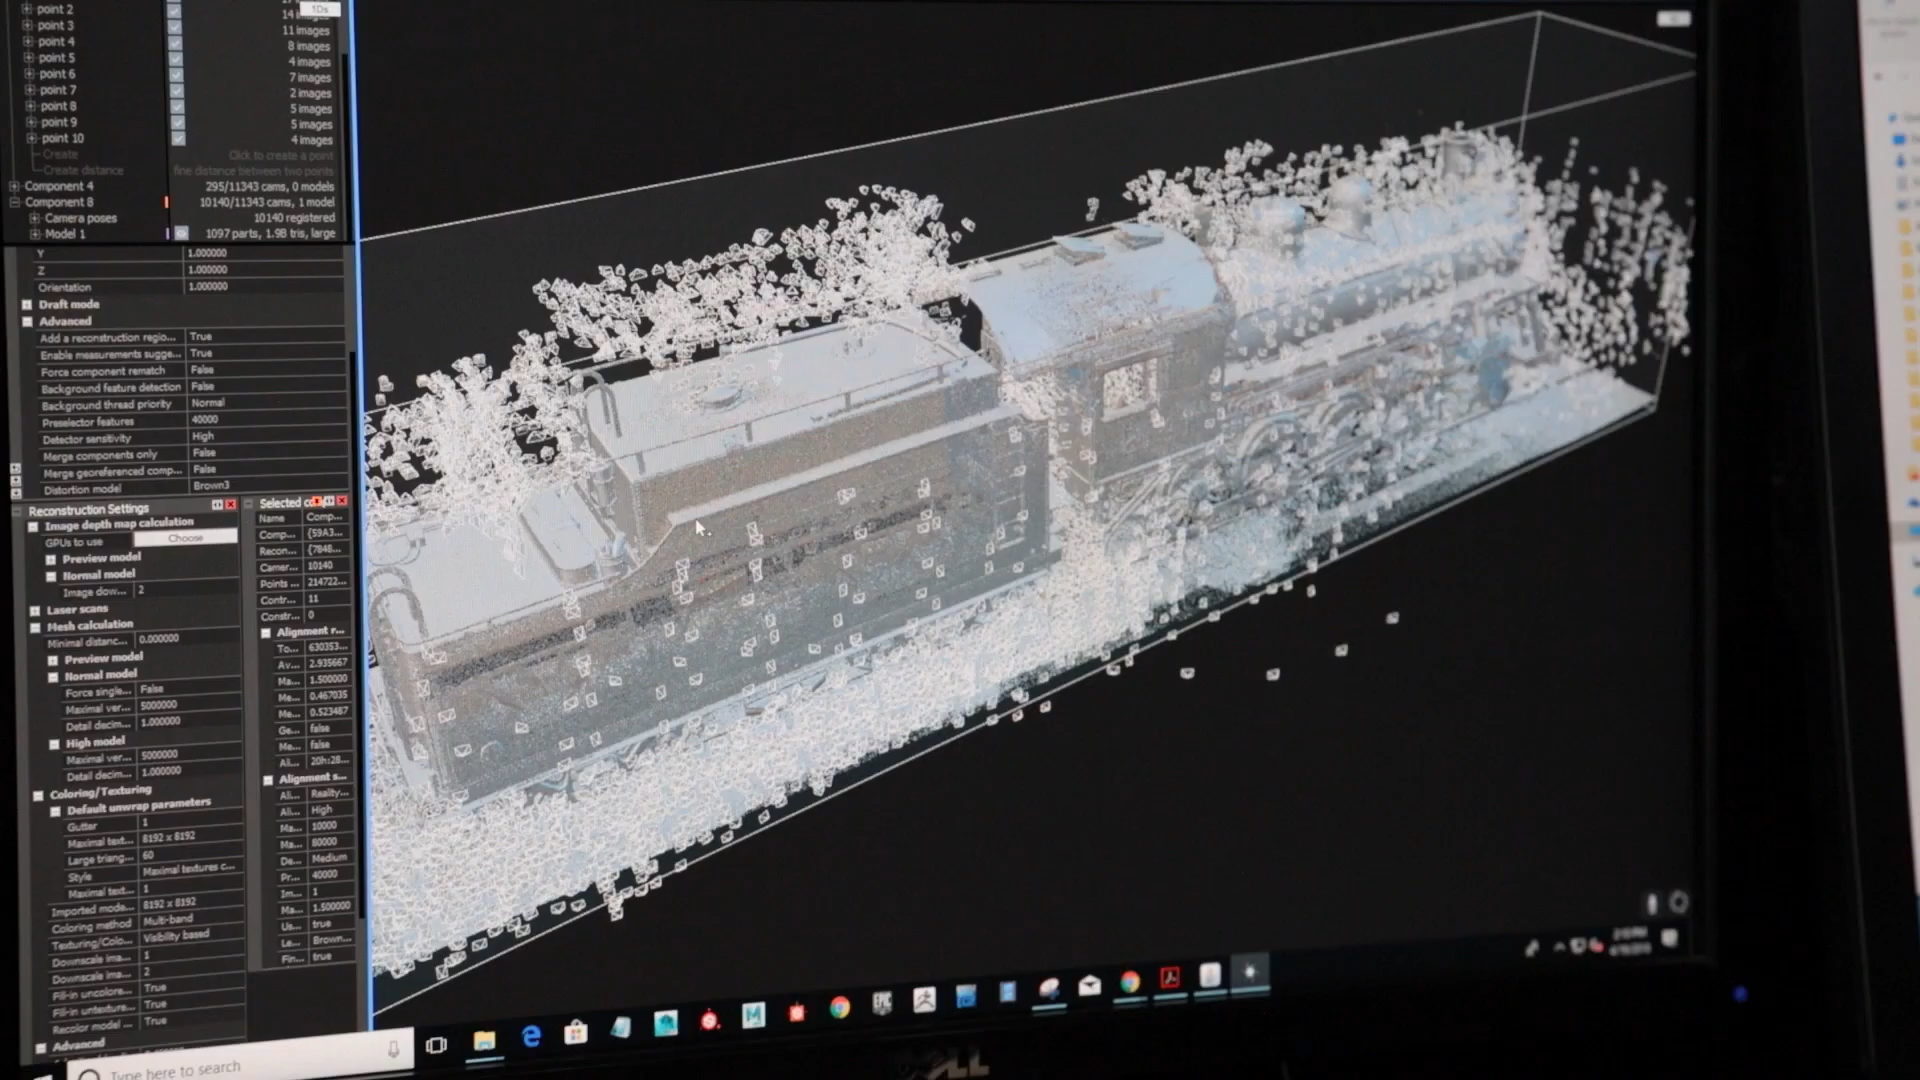 point 2
14
1Ds
point 3 11 images
point 4 8 images
point 5 4 images
point 6 7 images
point 7 2 images
point 8 5 images
point 9 5 images
point 10 4 images
Create Click to create a point
Create distance fine distance between two points
Component 4 295/11343 cams, 0 models
Component 8 10140/11343 cams, 1 model
Camera poses 10140 registered
Model 1 1097 parts, 1.9B tris, large
Y 1.000000
Z 1.000000
Orientation 1.000000
Draft mode
Advanced
Add a reconstruction regio... True
Enable measurements sugge... True
Force component rematch False
Background feature detection False
Background thread priority Normal
Preselector features 40000
Detector sensitivity High
Merge components only False
Merge georeferenced comp... False
Distortion model Brown3
Reconstruction Settings
Image depth map calculation
GPUs to use Choose
Preview model
Normal model
Image dow... 2
Laser scans
Mesh calculation
Minimal distanc... 0.000000
Preview model
Normal model
Force single... False
Maximal ver... 5000000
Detail decim... 1.000000
High model
Maximal ver... 5000000
Detail decim... 1.000000
Coloring/Texturing
Default unwrap parameters
Gutter 1
Maximal text... 8192 x 8192
Large triang... 60
Style Maximal textures c...
Maximal text... 1
Imported mode... 8192 x 8192
Coloring method Multi-band
Texturing/Colo... Visibility based
Downscale ima... 1
Downscale ima... 2
Fill-in uncolore... True
Fill-in untexture... True
Recolor model ... True
Advanced
Selected
Name Comp...
Comp... {59A3...
Recon... {7848...
Camer... 10140
Points ... 214722...
Contr... 11
Constr... 0
Alignment r...
To... 630353...
Av... 2.935667
Ma... 1.500000
Me... 0.467035
Me... 0.523487
Ge... false
Me... false
Ali... 20h:28...
Alignment s...
Ali... Reality...
Ali... High
Ma... 10000
Ma... 80000
De... Medium
Pr... 40000
Im... 1
Ma... 1.500000
Us... true
Le... Brown...
Fin... true
Type here to search
EPIC
DELL